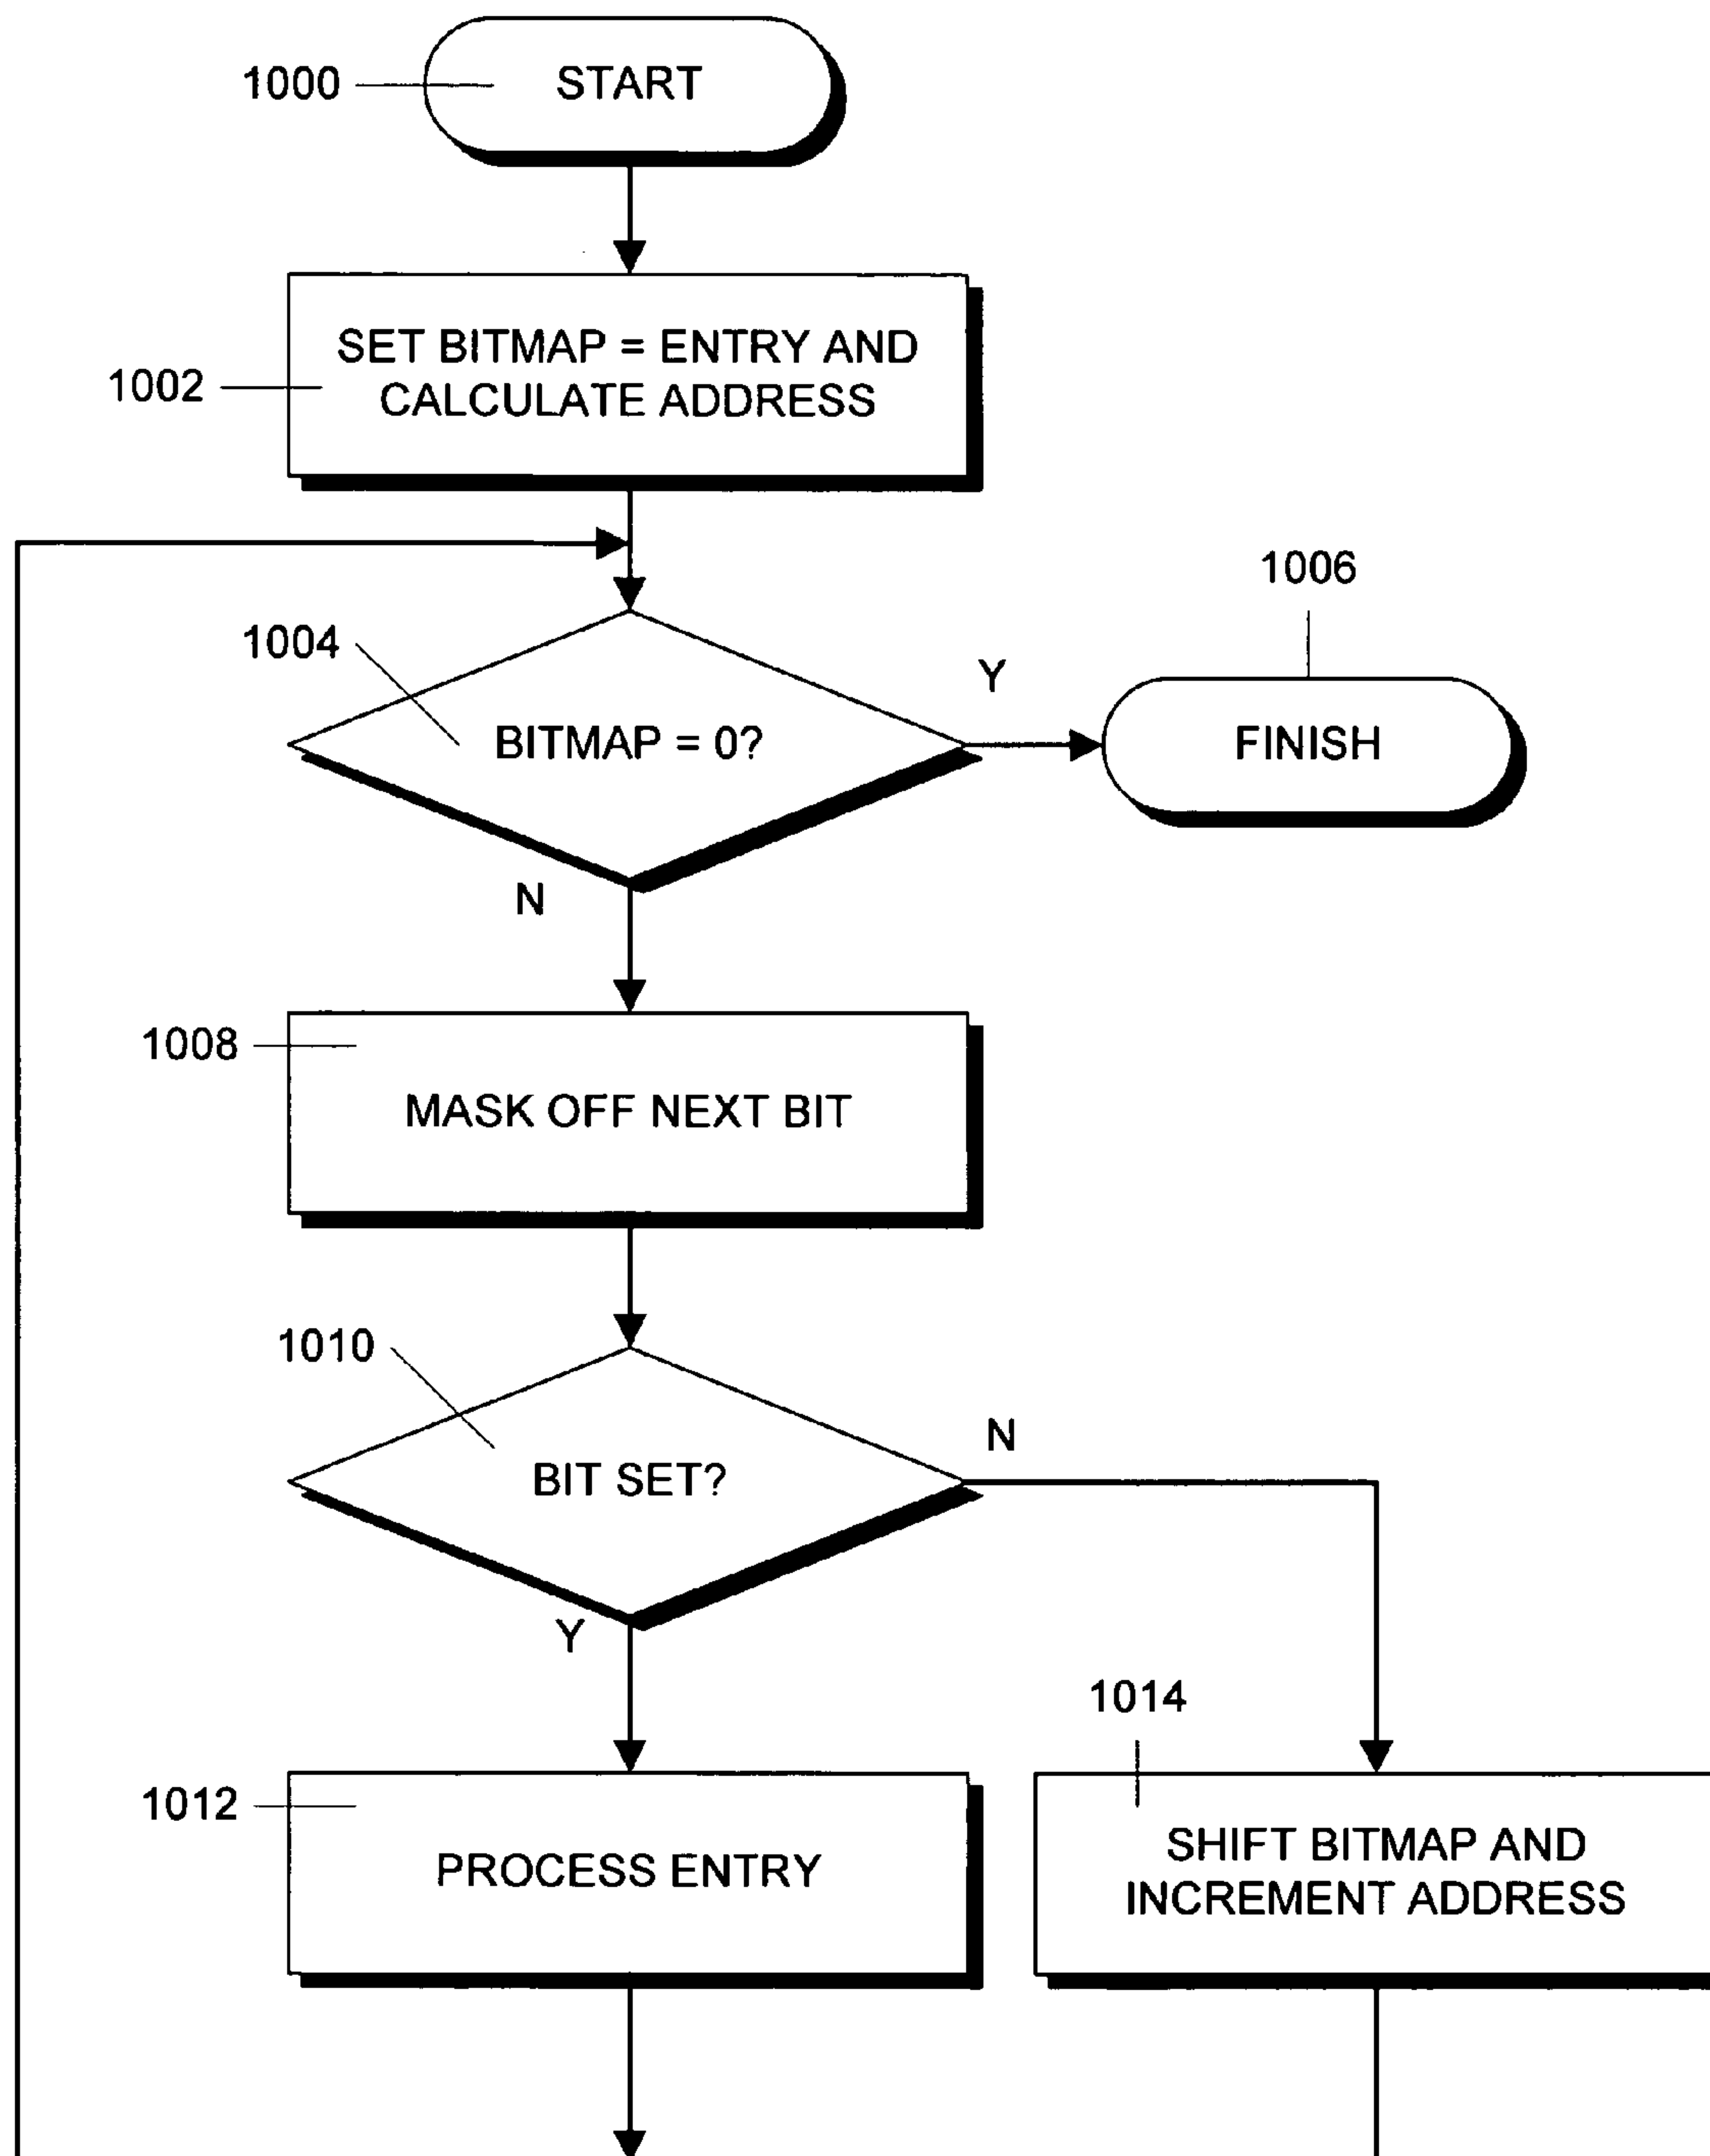 1000
START
1002
SET BITMAP = ENTRY AND
CALCULATE ADDRESS
1004
BITMAP = 0?
Y
1006
FINISH
N
1008
MASK OFF NEXT BIT
1010
BIT SET?
N
Y
1012
PROCESS ENTRY
1014
SHIFT BITMAP AND
INCREMENT ADDRESS